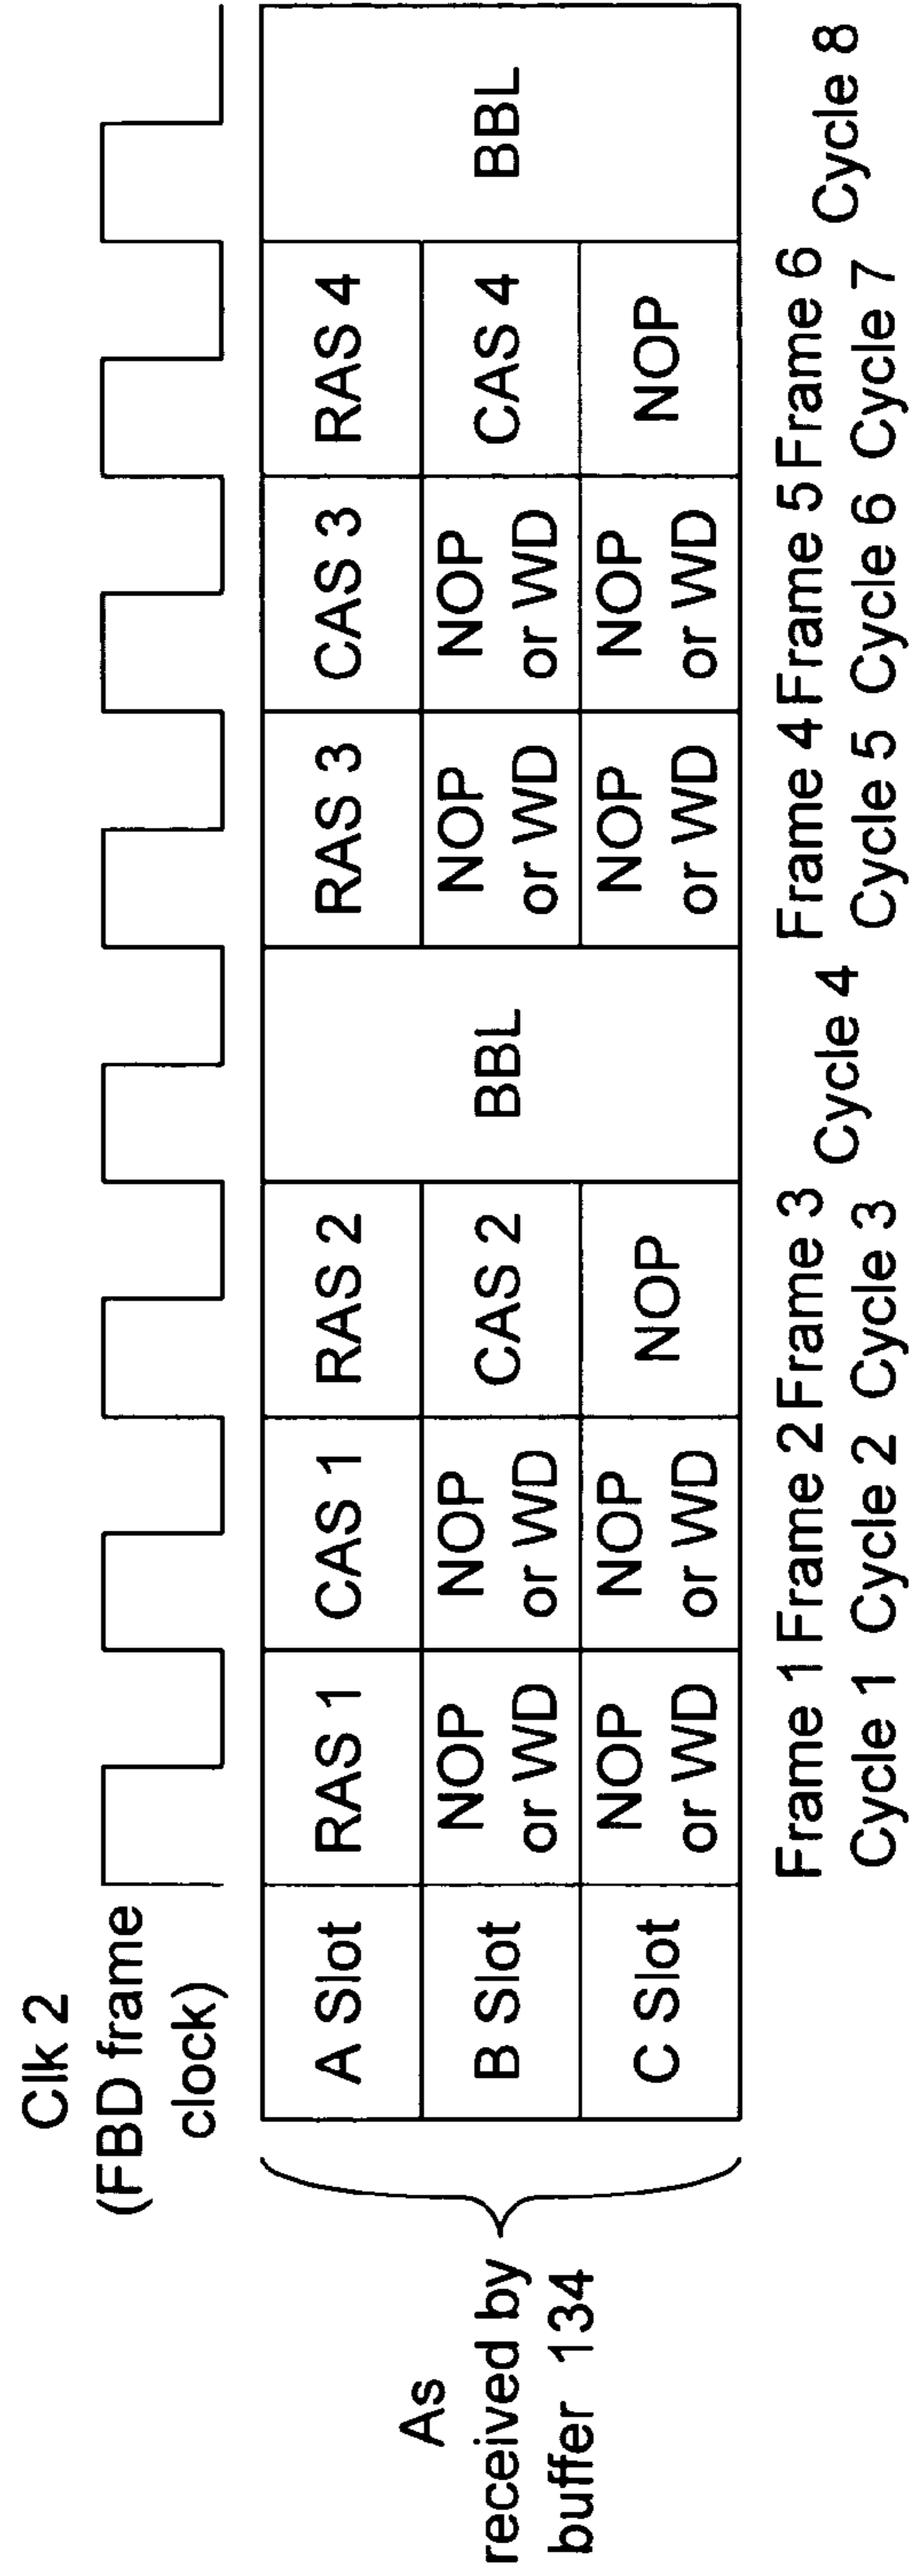 Clk 2
(FBD frame
clock)
As
received by
buffer 134
A Slot
RAS 1
CAS 1
RAS 2
BBL
RAS 3
CAS 3
RAS 4
BBL
B Slot
NOP
or WD
NOP
or WD
CAS 2
NOP
or WD
NOP
or WD
CAS 4
C Slot
NOP
or WD
NOP
or WD
NOP
NOP
or WD
NOP
or WD
NOP
Frame 1 Frame 2 Frame 3
Frame 4 Frame 5 Frame 6
Cycle 1 Cycle 2 Cycle 3
Cycle 4
Cycle 5 Cycle 6 Cycle 7
Cycle 8